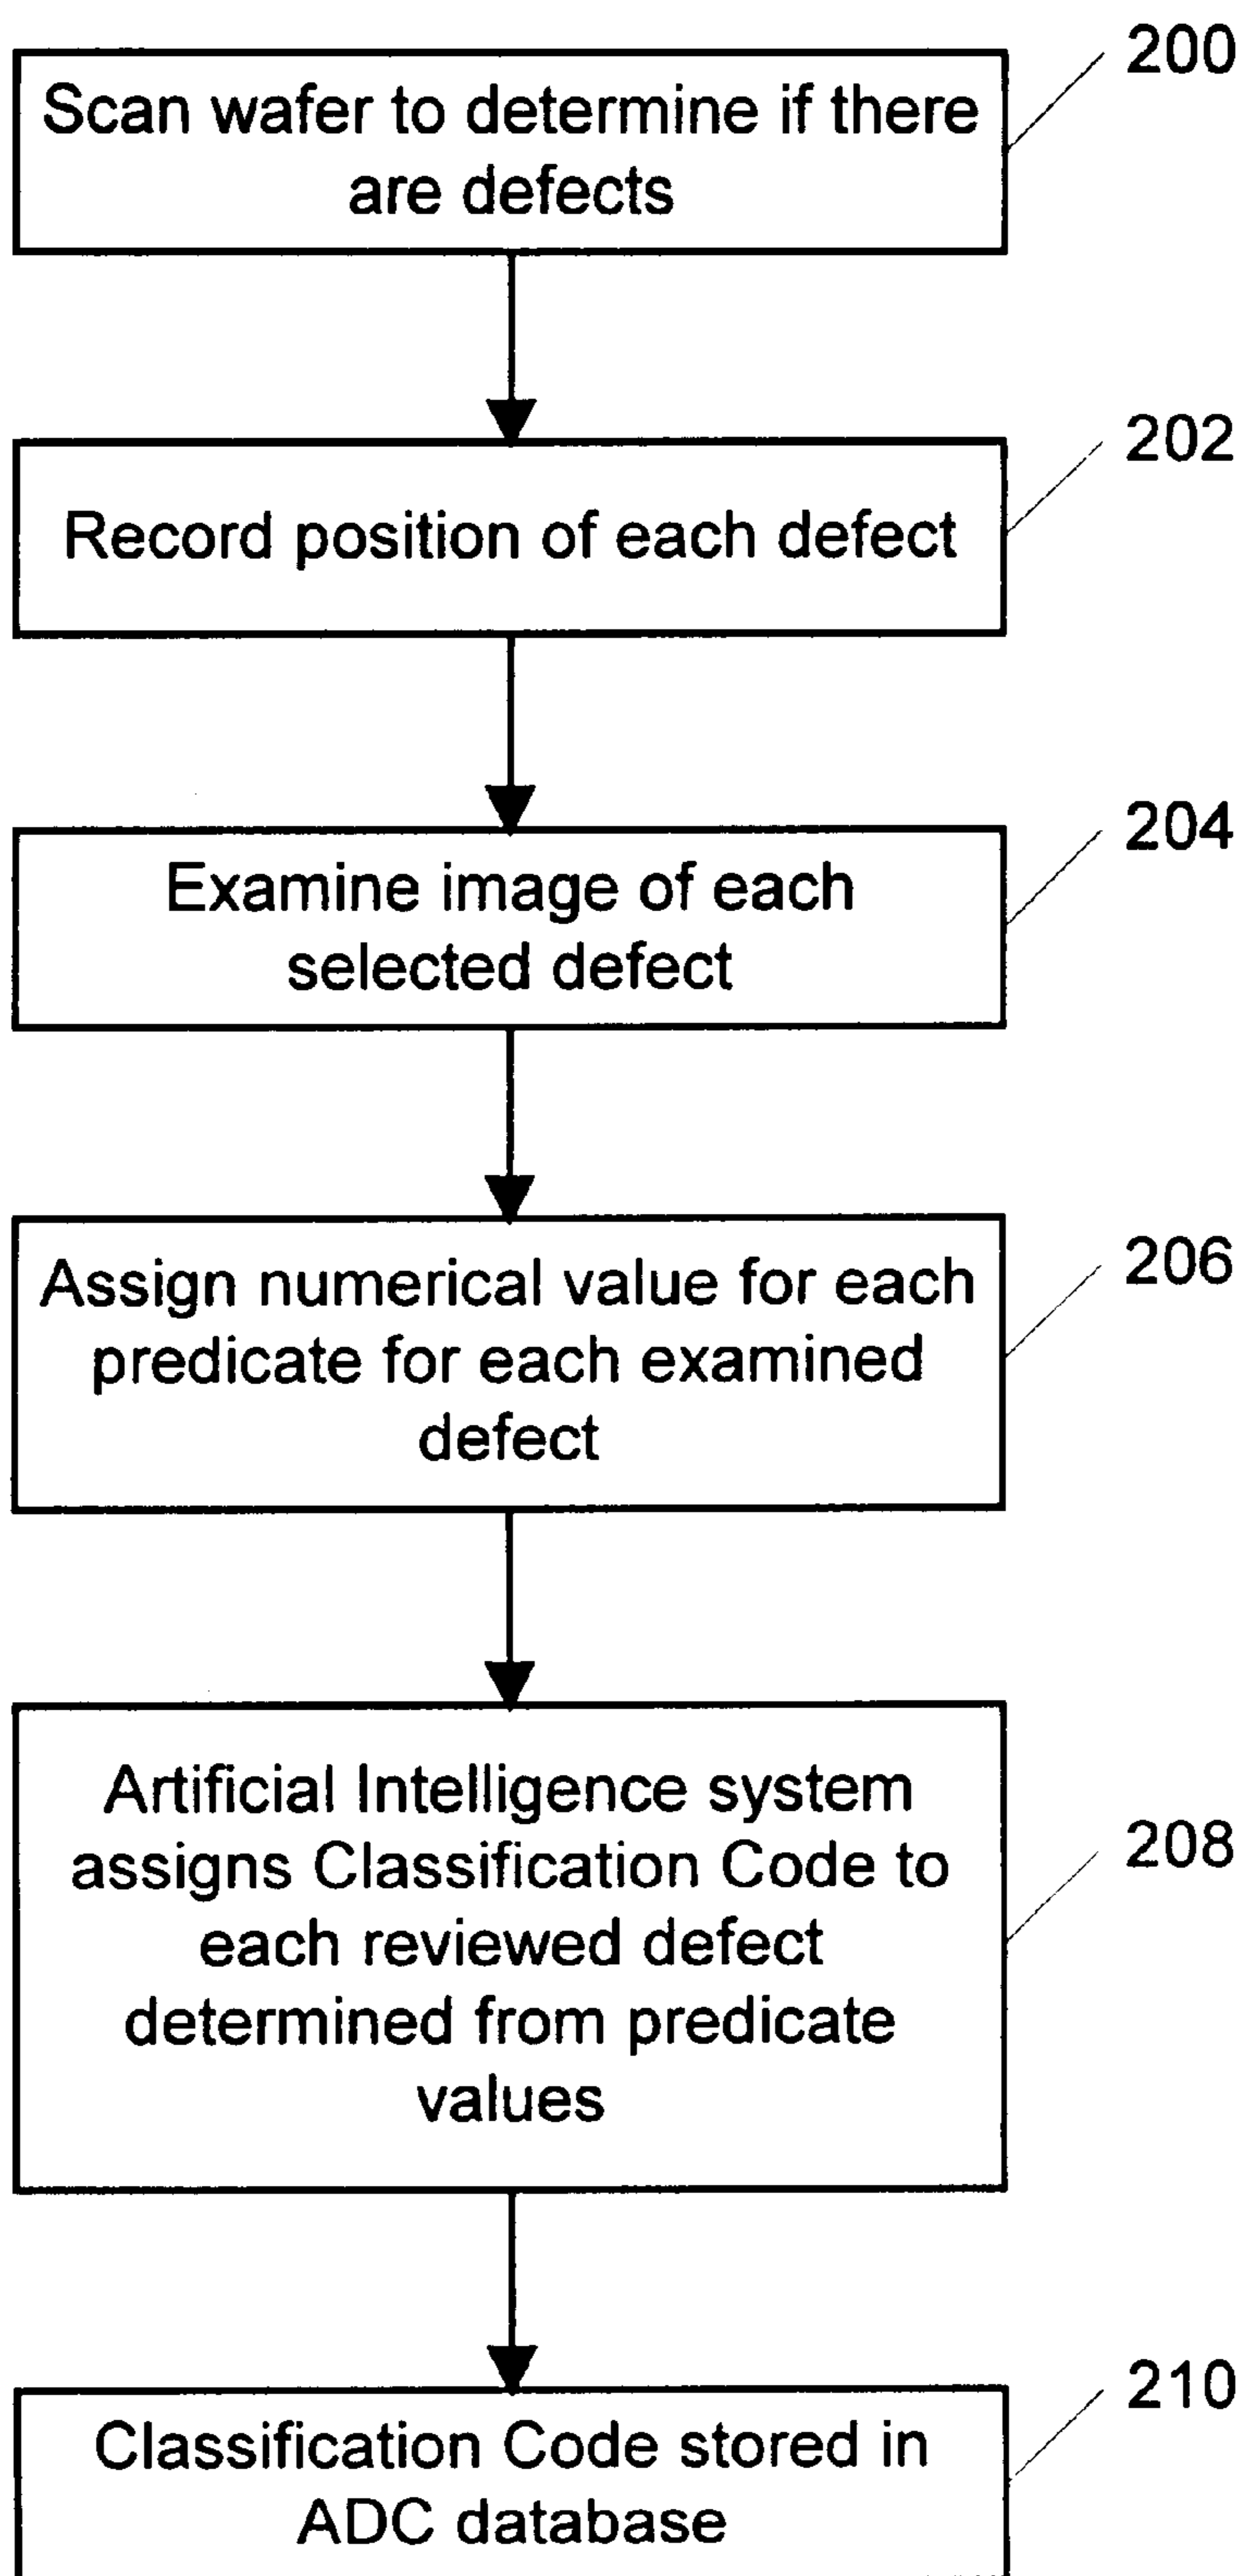 200
Scan wafer to determine if there
are defects
202
Record position of each defect
204
Examine image of each
selected defect
206
Assign numerical value for each
predicate for each examined
defect
208
Artificial Intelligence system
assigns Classification Code to
each reviewed defect
determined from predicate
values
210
Classification Code stored in
ADC database